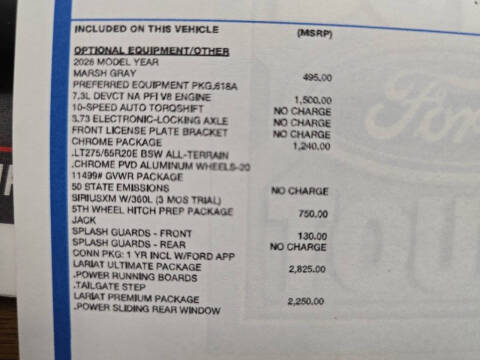 INCLUDED ON THIS VEHICLE (MSRP)
OPTIONAL EQUIPMENT/OTHER
2026 MODEL YEAR
MARSH GRAY 495.00
PREFERRED EQUIPMENT PKG.618A
7.3L DEVCT NA PFI V8 ENGINE 1,500.00
10-SPEED AUTO TORQSHIFT NO CHARGE
3.73 ELECTRONIC-LOCKING AXLE NO CHARGE
FRONT LICENSE PLATE BRACKET NO CHARGE
CHROME PACKAGE 1,240.00
.LT275/65R20E BSW ALL-TERRAIN
.CHROME PVD ALUMINUM WHEELS-20
11499# GVWR PACKAGE
50 STATE EMISSIONS NO CHARGE
SIRIUSXM W/360L (3 MOS TRIAL)
5TH WHEEL HITCH PREP PACKAGE 750.00
JACK
SPLASH GUARDS - FRONT 130.00
SPLASH GUARDS - REAR NO CHARGE
CONN PKG: 1 YR INCL W/FORD APP
LARIAT ULTIMATE PACKAGE 2,825.00
.POWER RUNNING BOARDS
.TAILGATE STEP
LARIAT PREMIUM PACKAGE 2,250.00
.POWER SLIDING REAR WINDOW
Ford